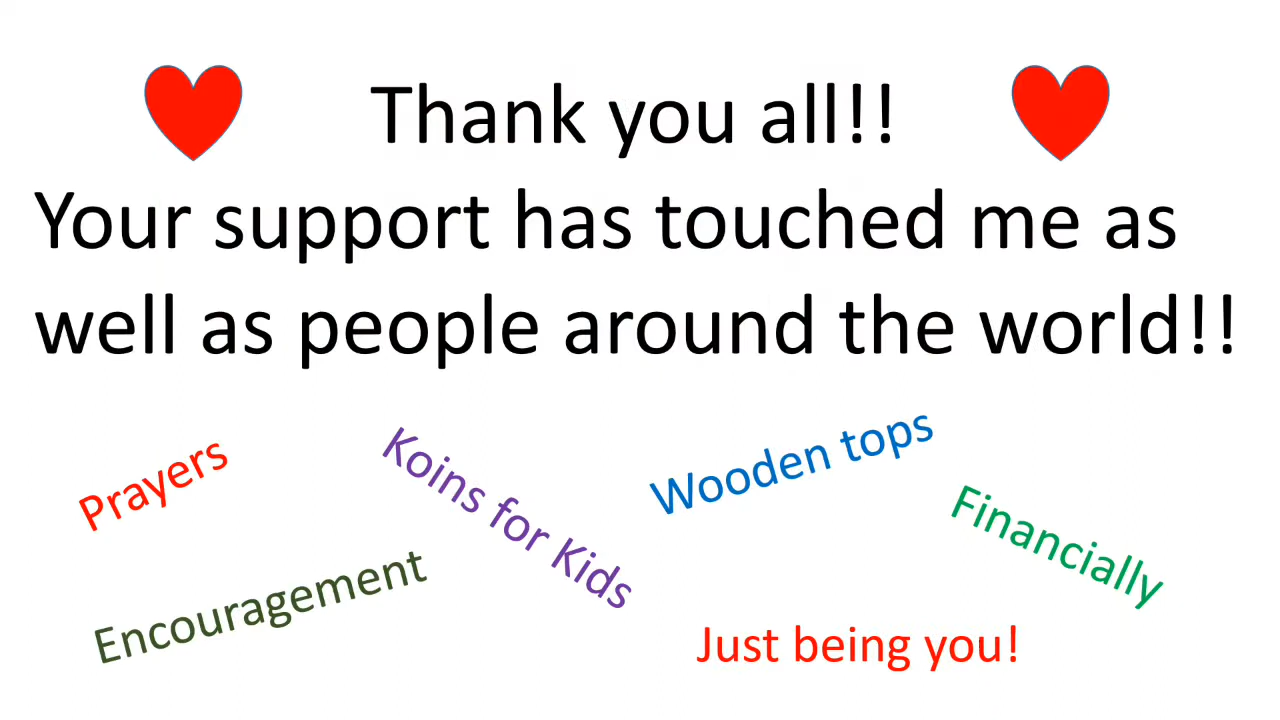 Thank you all!!
Your support has touched me as
well as people around the world!!
Prayers
Koins for Kids
Wooden tops
Financially
Encouragement
Just being you!